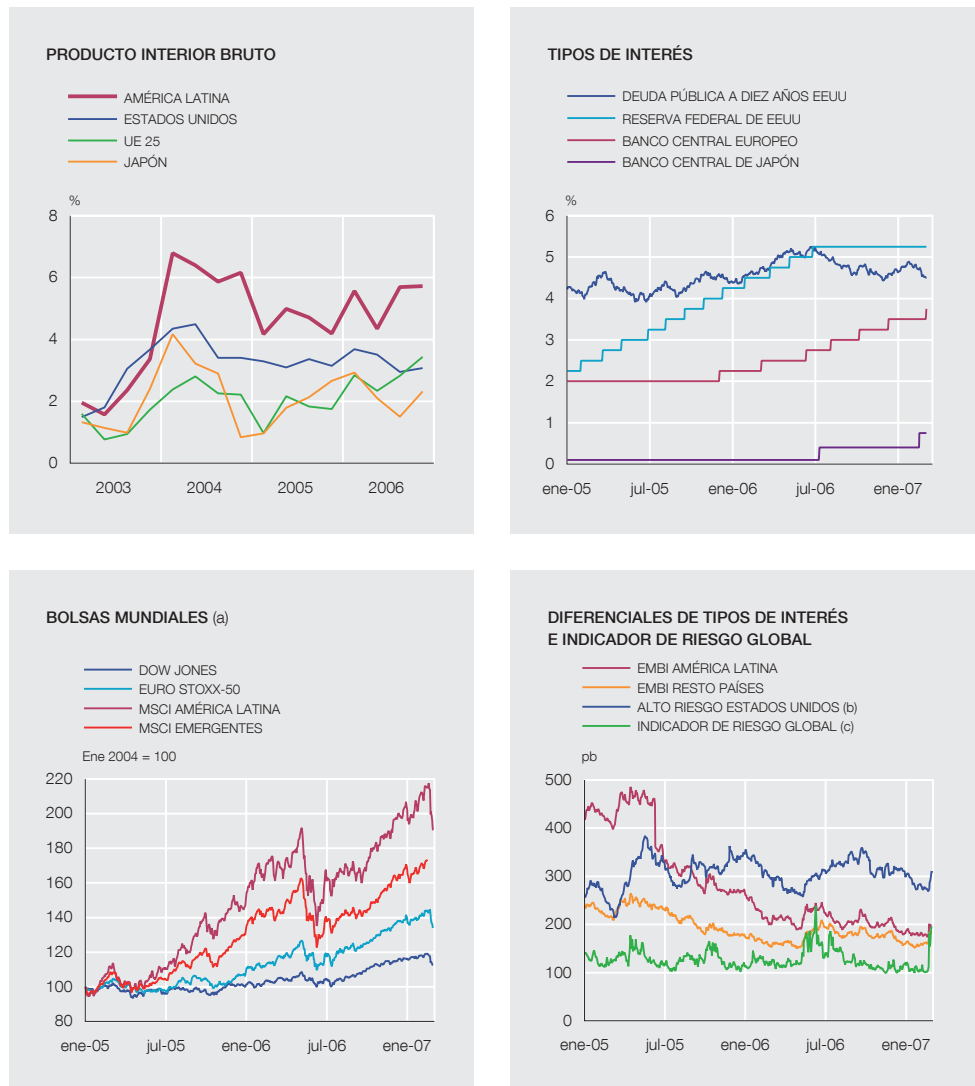 PRODUCTO INTERIOR BRUTO
AMÉRICA LATINA
ESTADOS UNIDOS
UE 25
JAPÓN
%
8
6
4
2
0
2003 2004 2005 2006
TIPOS DE INTERÉS
DEUDA PÚBLICA A DIEZ AÑOS EEUU
RESERVA FEDERAL DE EEUU
BANCO CENTRAL EUROPEO
BANCO CENTRAL DE JAPÓN
%
6
5
4
3
2
1
0
ene-05 jul-05 ene-06 jul-06 ene-07
BOLSAS MUNDIALES (a)
DOW JONES
EURO STOXX-50
MSCI AMÉRICA LATINA
MSCI EMERGENTES
Ene 2004 = 100
220
200
180
160
140
120
100
80
ene-05 jul-05 ene-06 jul-06 ene-07
DIFERENCIALES DE TIPOS DE INTERÉS
E INDICADOR DE RIESGO GLOBAL
EMBI AMÉRICA LATINA
EMBI RESTO PAÍSES
ALTO RIESGO ESTADOS UNIDOS (b)
INDICADOR DE RIESGO GLOBAL (c)
pb
500
400
300
200
100
0
ene-05 jul-05 ene-06 jul-06 ene-07